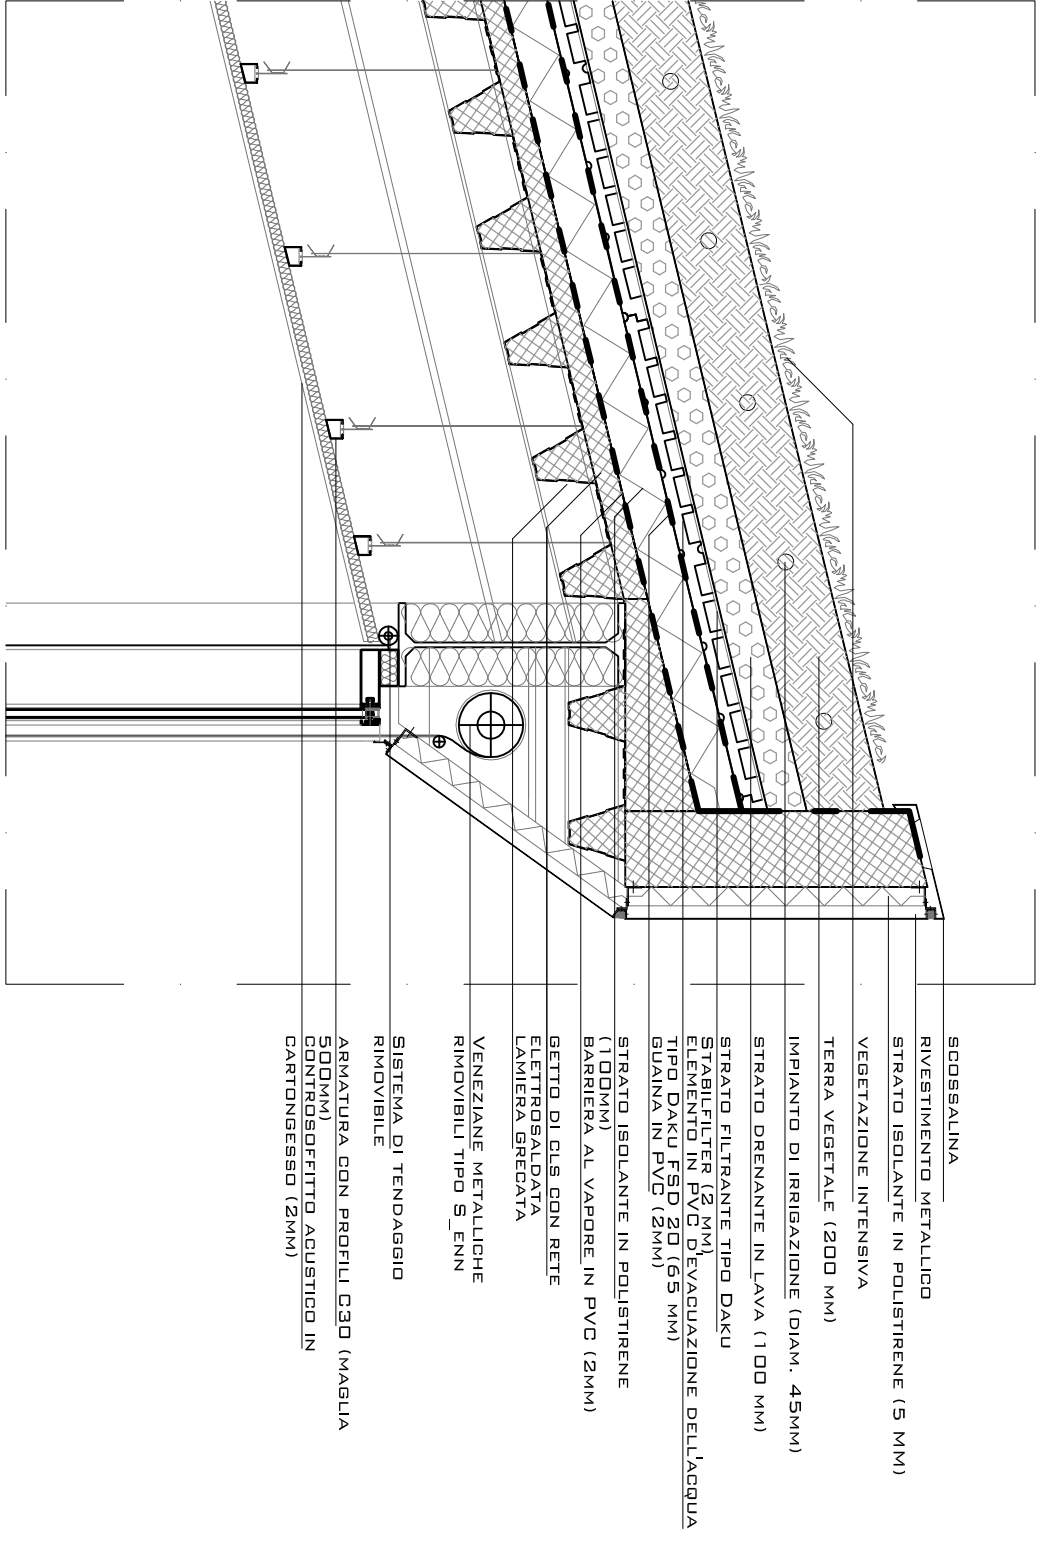 SCOSSALINA
RIVESTIMENTO METALLICO
STRATO ISOLANTE IN POLISTIRENE (5 MM)
VEGETAZIONE INTENSIVA
TERRA VEGETALE (200 MM)
IMPIANTO DI IRRIGAZIONE (DIAM. 45MM)
STRATO DRENANTE IN LAVA (100 MM)
STRATO FILTRANTE TIPO DAKU
STABILFILTER (2 MM)
ELEMENTO IN PVC D'EVACUAZIONE DELL'ACQUA
TIPO DAKU FSD 20 (65 MM)
GUAINA IN PVC (2MM)
STRATO ISOLANTE IN POLISTIRENE
(100MM)
BARRIERA AL VAPORE IN PVC (2MM)
GETTO DI CLS CON RETE
ELETTROSALDATA
LAMIERA GRECATA
VENEZIANE METALLICHE
RIMOVIBILI TIPO S_ENN
SISTEMA DI TENDAGGIO
RIMOVIBILE
ARMATURA CON PROFILI C30 (MAGLIA
500MM)
CONTROSOFFITTO ACUSTICO IN
CARTONGESSO (2MM)